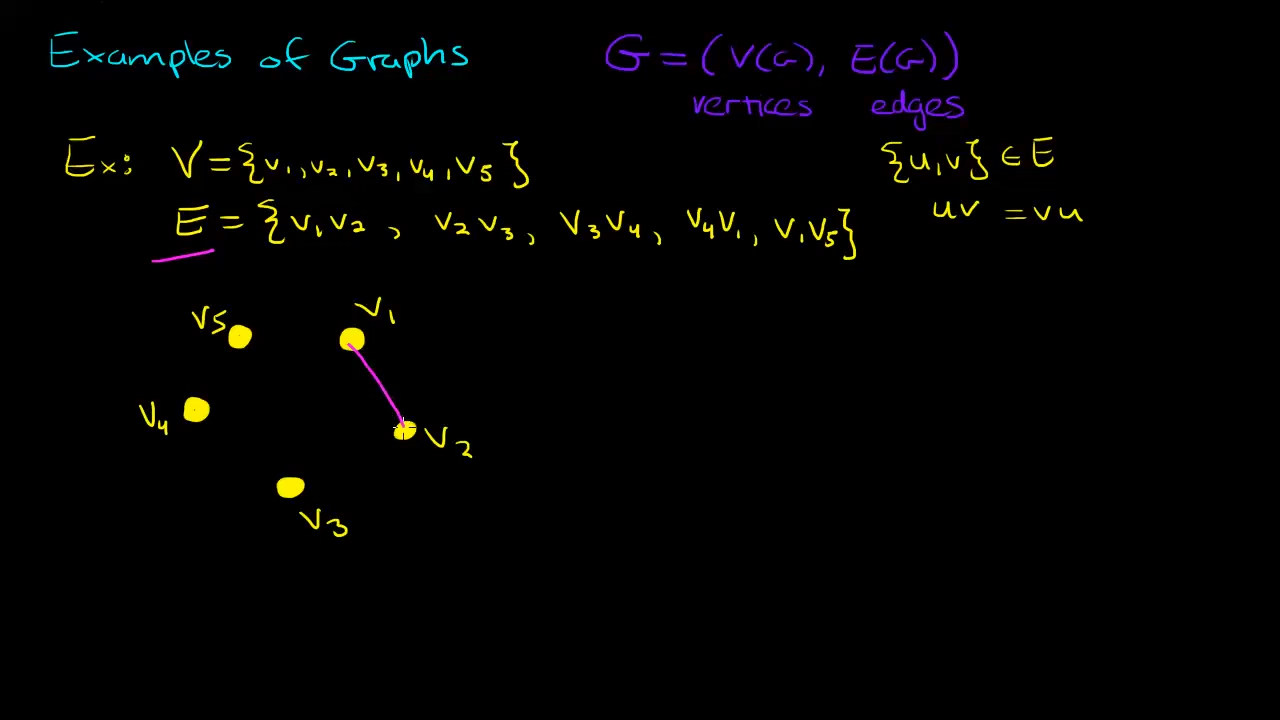 Examples of Graphs
G = (V(G), E(G))
vertices edges
Ex: V = {v₁, v₂, v₃, v₄, v₅}
{u,v} ∈ E
E = {v₁v₂, v₂v₃, v₃v₄, v₄v₁, v₁v₅}
uv = vu
v₅
v₁
v₄
v₂
v₃